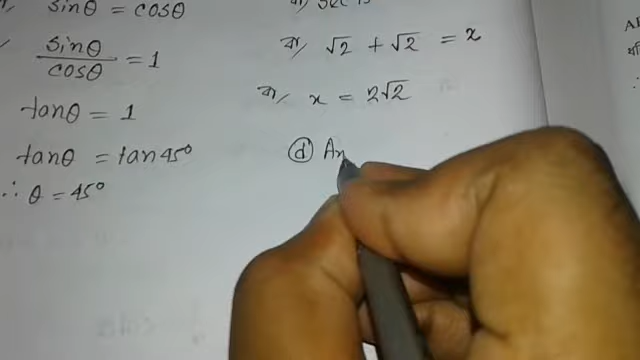 sinθ = cosθ
sinθ/cosθ = 1
tanθ = 1
tanθ = tan45°
∴ θ = 45°
বা, √2 + √2 = x
বা, x = 2√2
ⓓ An